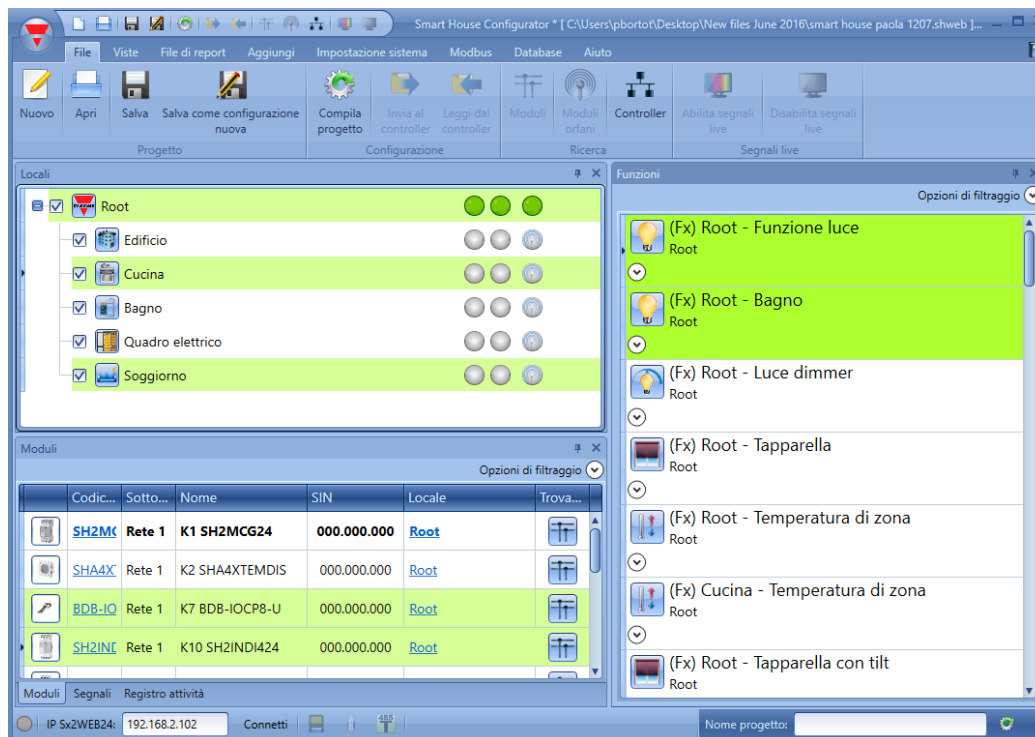 Smart House Configurator * [ C:\Users\pbortot\Desktop\New files June 2016\smart house paola 1207.shweb ]...
File Viste File di report Aggiungi Impostazione sistema Modbus Database Aiuto
Nuovo Apri Salva Salva come configurazione nuova Compila progetto Invia al controller Leggi dal controller Moduli Moduli orfani Controller Abilita segnali live Disabilita segnali live
Progetto Configurazione Ricerca Segnali live
Locali
Root
Edificio
Cucina
Bagno
Quadro elettrico
Soggiorno
Moduli
Opzioni di filtraggio
Codic... Sotto... Nome SIN Locale Trova...
SH2MC Rete 1 K1 SH2MCG24 000.000.000 Root
SHA4X Rete 1 K2 SHA4XTEMDIS 000.000.000 Root
BDB-IO Rete 1 K7 BDB-IOCP8-U 000.000.000 Root
SH2INE Rete 1 K10 SH2INDI424 000.000.000 Root
Moduli Segnali Registro attività
Funzioni
Opzioni di filtraggio
(Fx) Root - Funzione luce
Root
(Fx) Root - Bagno
Root
(Fx) Root - Luce dimmer
Root
(Fx) Root - Tapparella
Root
(Fx) Root - Temperatura di zona
Root
(Fx) Cucina - Temperatura di zona
Root
(Fx) Root - Tapparella con tilt
Root
IP Sx2WEB24: 192.168.2.102 Connetti 485 Nome progetto: